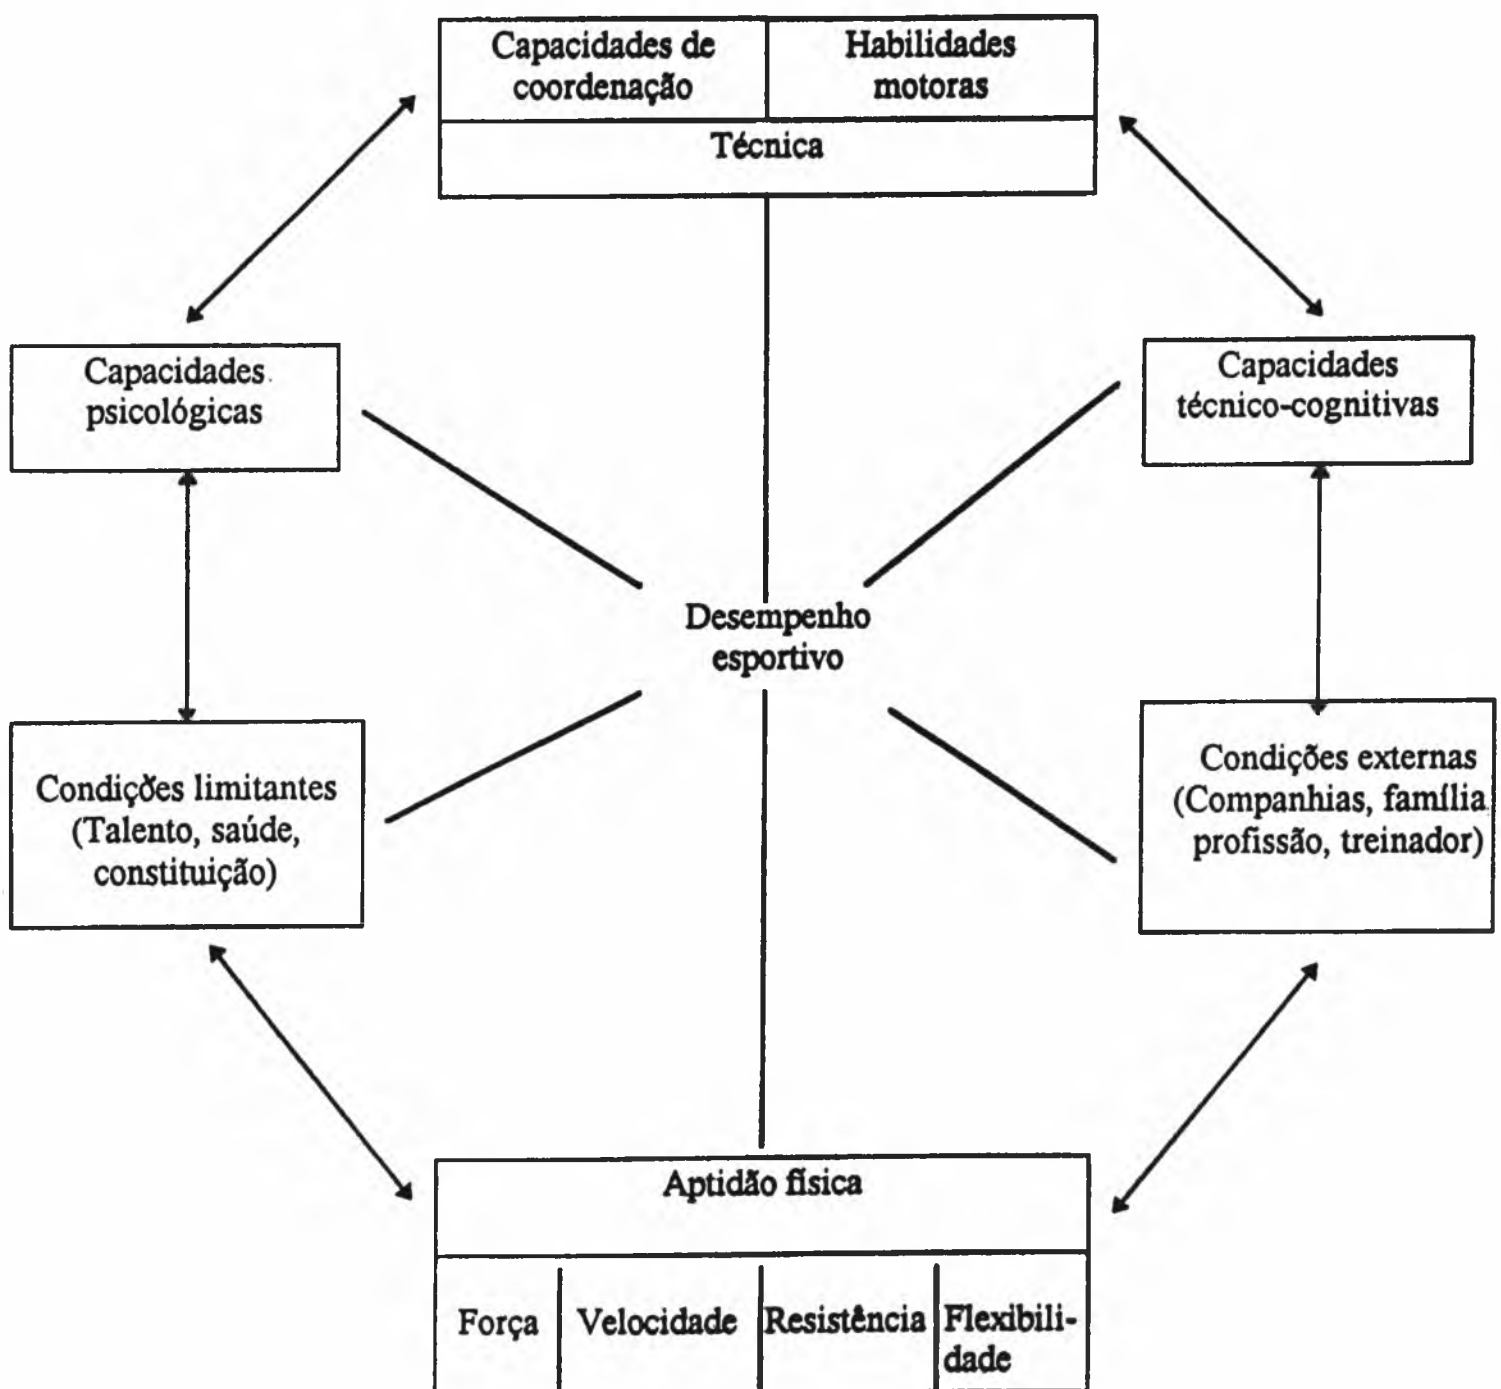 Capacidades de
coordenação
Habilidades
motoras
Técnica
Capacidades
psicológicas
Capacidades
técnico-cognitivas
Desempenho
esportivo
Condições limitantes
(Talento, saúde,
constituição)
Condições externas
(Companhias, família
profissão, treinador)
Aptidão física
Força
Velocidade
Resistência
Flexibili-
dade